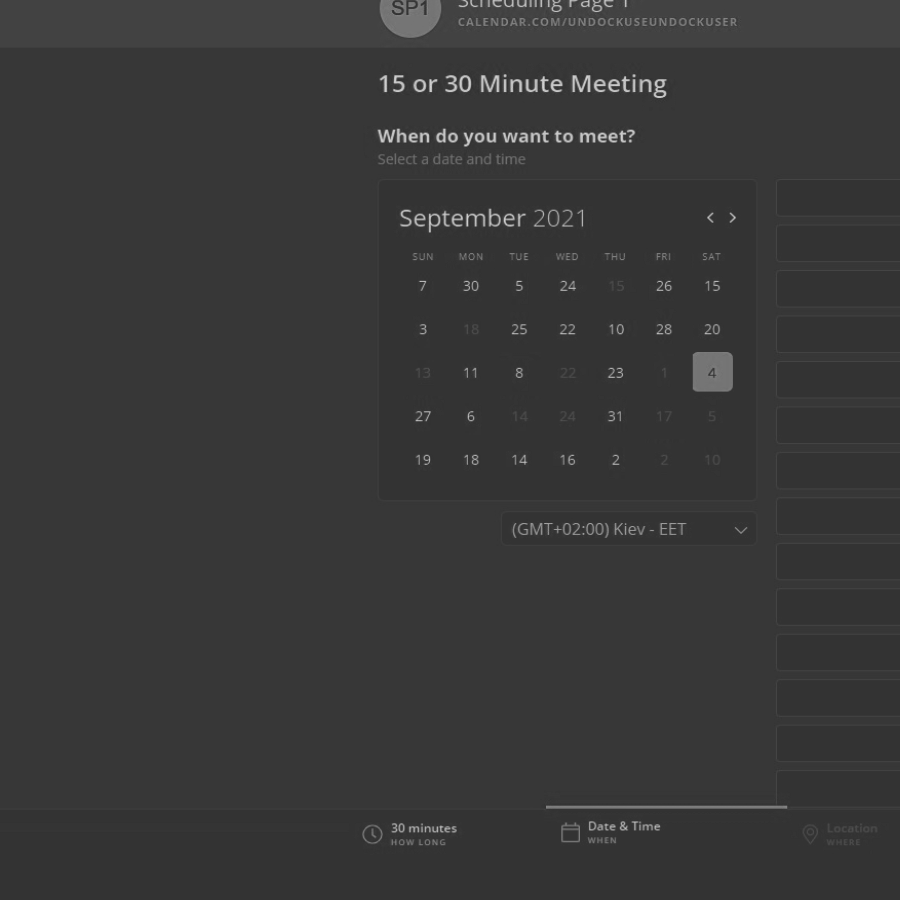 SP1
Scheduling Page 1
CALENDAR.COM/UNDOCKUSEUNDOCKUSER
15 or 30 Minute Meeting
When do you want to meet?
Select a date and time
September 2021
SUN MON TUE WED THU FRI SAT
7 30 5 24 15 26 15
3 18 25 22 10 28 20
13 11 8 22 23 1 4
27 6 14 24 31 17 5
19 18 14 16 2 2 10
(GMT+02:00) Kiev - EET
30 minutes
HOW LONG
Date & Time
WHEN
Location
WHERE